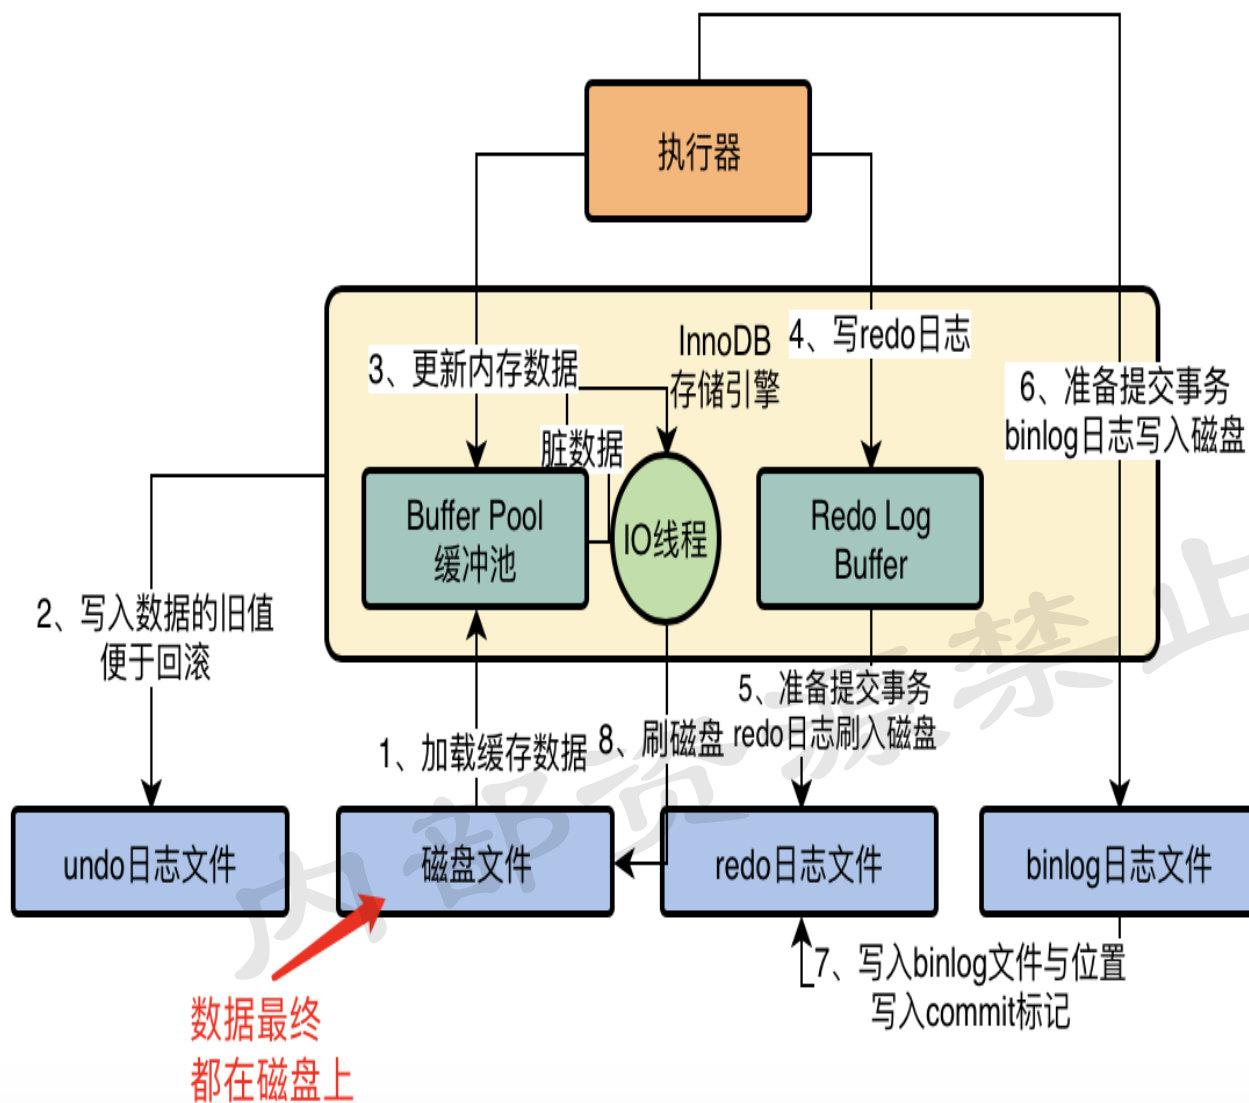 执行器
InnoDB
存储引擎
4、写redo日志
3、更新内存数据
6、准备提交事务
binlog日志写入磁盘
脏数据
Buffer Pool
缓冲池
IO线程
Redo Log
Buffer
2、写入数据的旧值
便于回滚
5、准备提交事务
redo日志刷入磁盘
1、加载缓存数据
8、刷磁盘
undo日志文件
磁盘文件
redo日志文件
binlog日志文件
7、写入binlog文件与位置
写入commit标记
数据最终
都在磁盘上
内部资源禁止